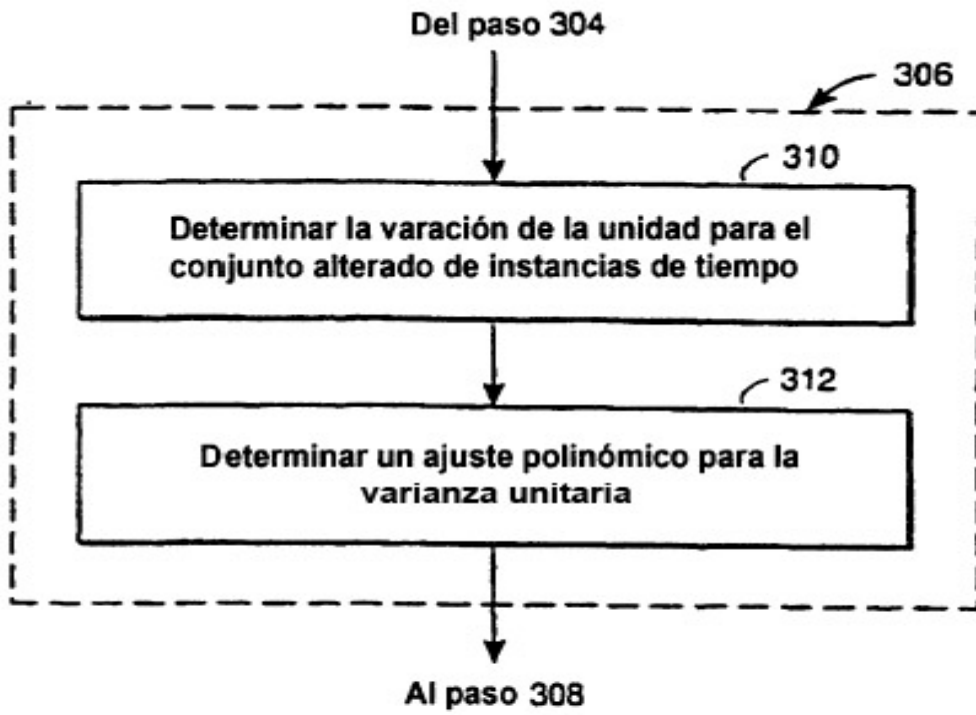 Del paso 304
306
310
Determinar la varación de la unidad para el
conjunto alterado de instancias de tiempo
312
Determinar un ajuste polinómico para la
varianza unitaria
Al paso 308